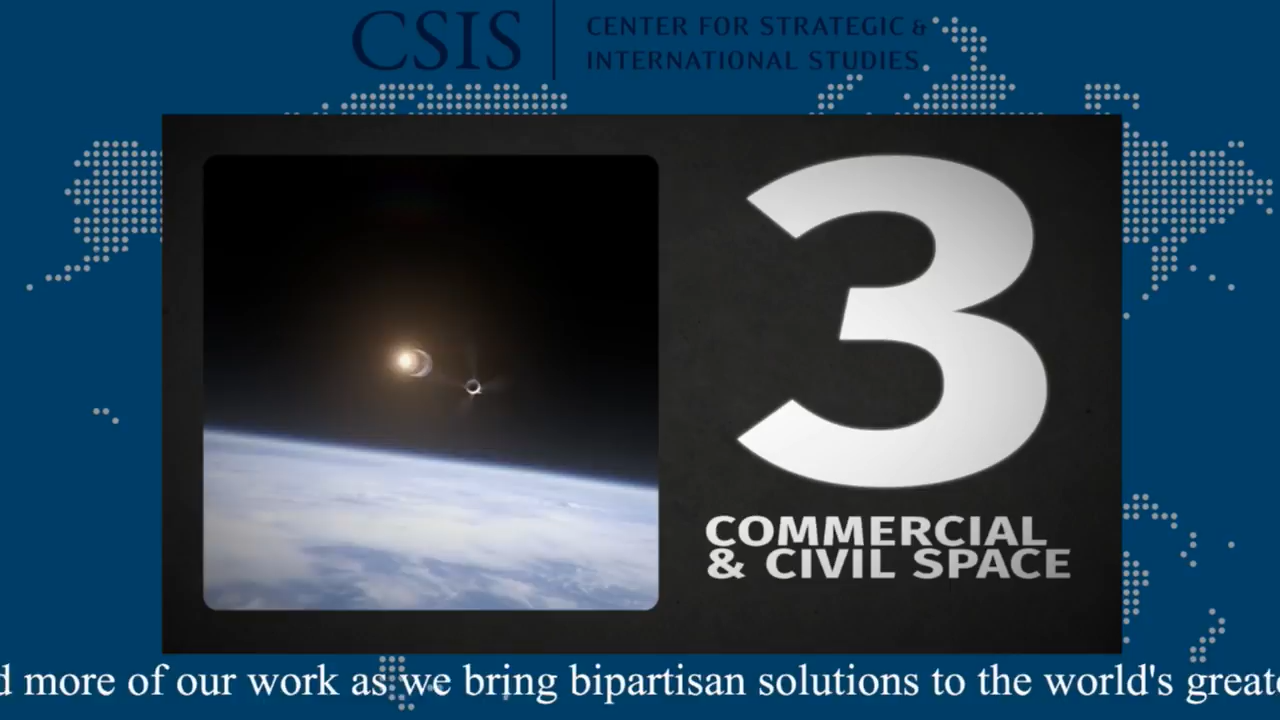 CSIS
CENTER FOR STRATEGIC &
INTERNATIONAL STUDIES
3
COMMERCIAL
& CIVIL SPACE
more of our work as we bring bipartisan solutions to the world's